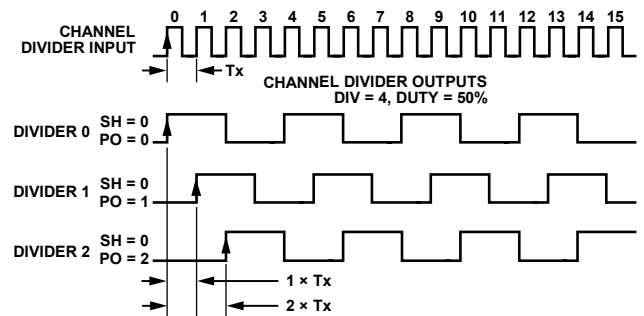 0 1 2 3 4 5 6 7 8 9 10 11 12 13 14 15
CHANNEL
DIVIDER INPUT
Tx
CHANNEL DIVIDER OUTPUTS
DIV = 4, DUTY = 50%
DIVIDER 0
SH = 0
PO = 0
DIVIDER 1
SH = 0
PO = 1
DIVIDER 2
SH = 0
PO = 2
1 × Tx
2 × Tx